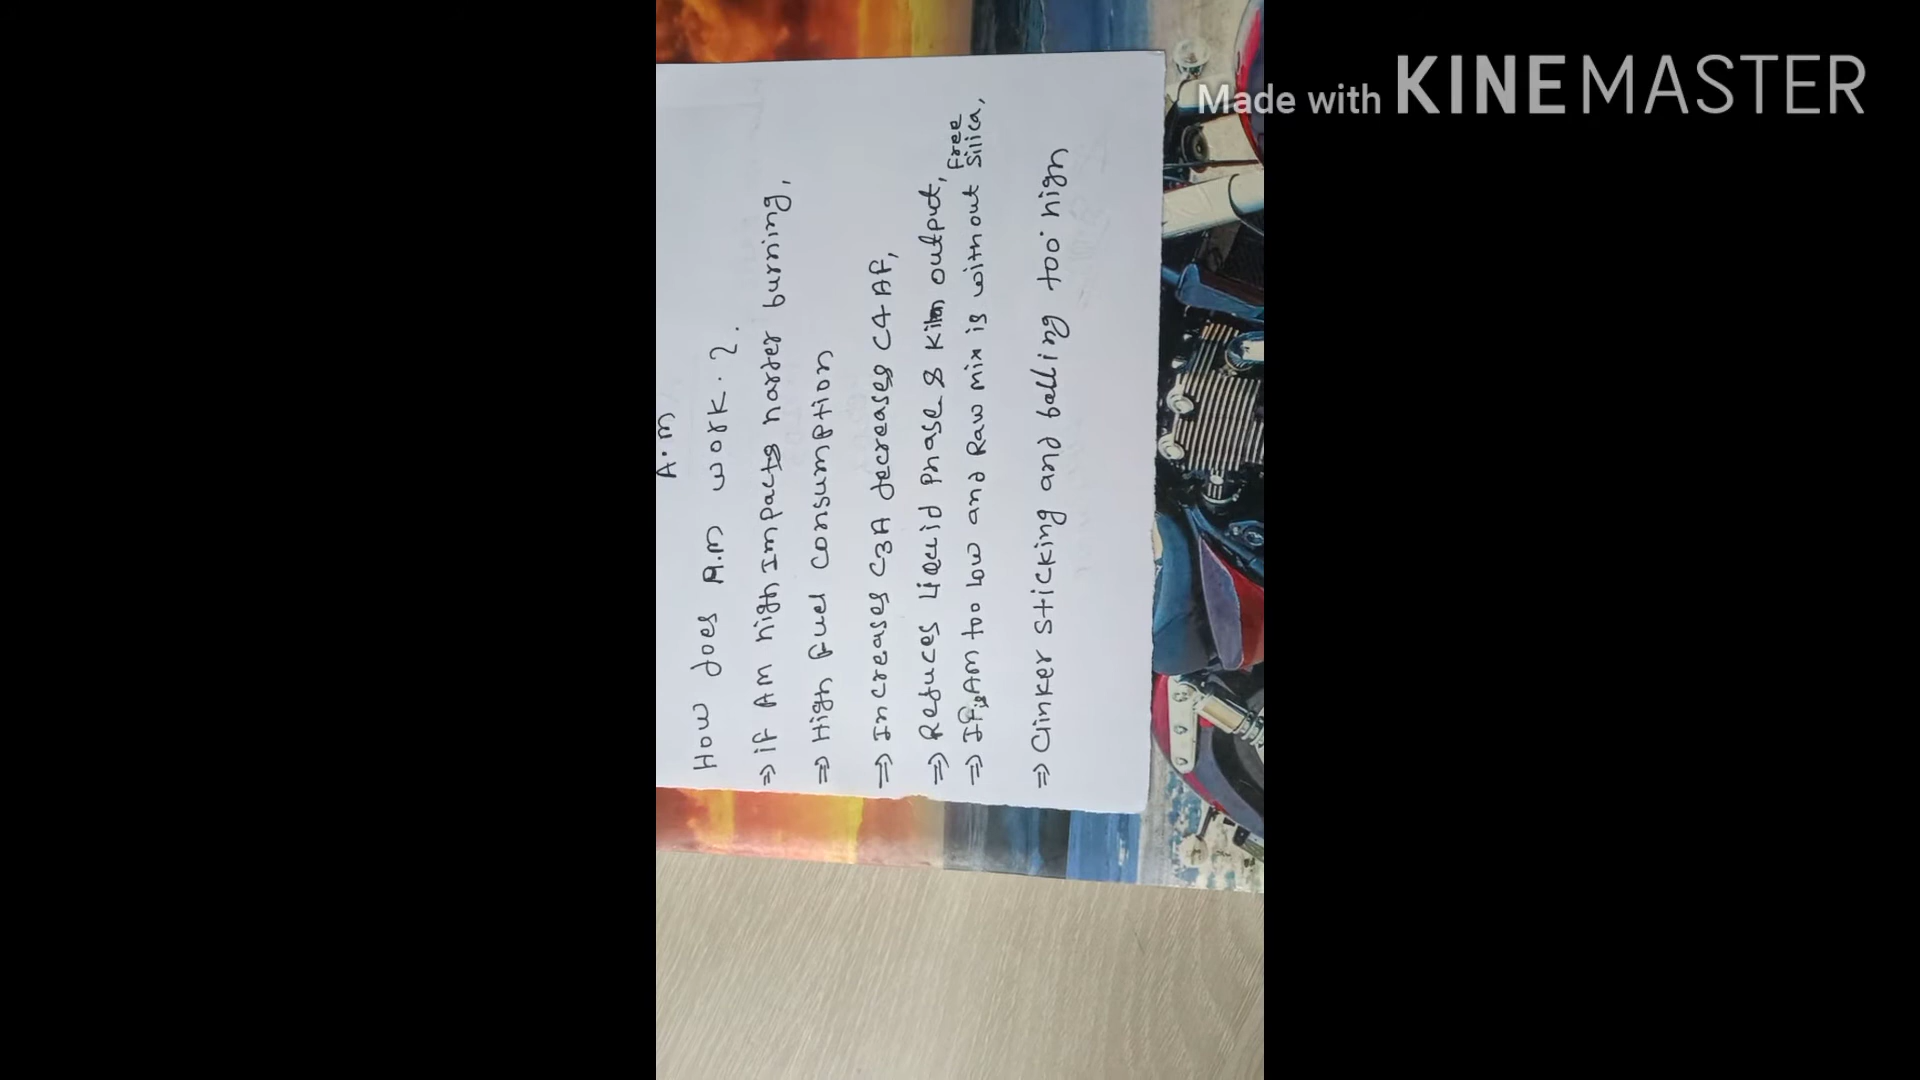 A.m
How does A.m work.?
⇒ if AM high Impacts harder burning,
⇒ High Fuel consumption
⇒ Increases C3A decreases C4AF,
⇒ Reduces Liquid Phase & Kiln output,
⇒ IF is AM too low and Raw mix is without Free Silica,
⇒ Clinker sticking and balling too high
Made with KINEMASTER